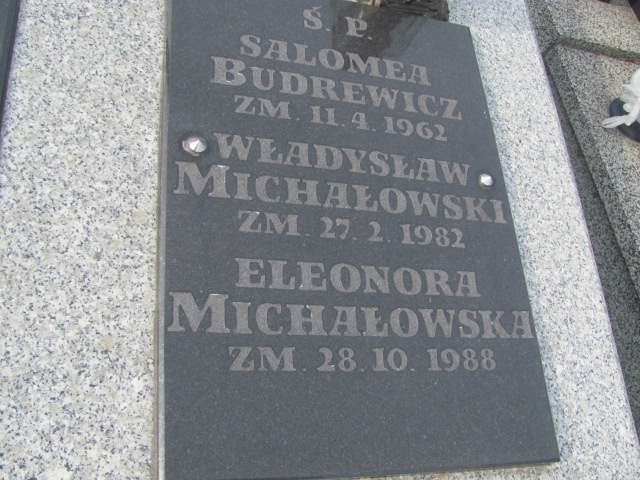 Ś. P.
SALOMEA
BUDREWICZ
ZM. 11. 4. 1962
WŁADYSŁAW
MICHAŁOWSKI
ZM. 27. 2. 1982
ELEONORA
MICHAŁOWSKA
ZM. 28. 10. 1988